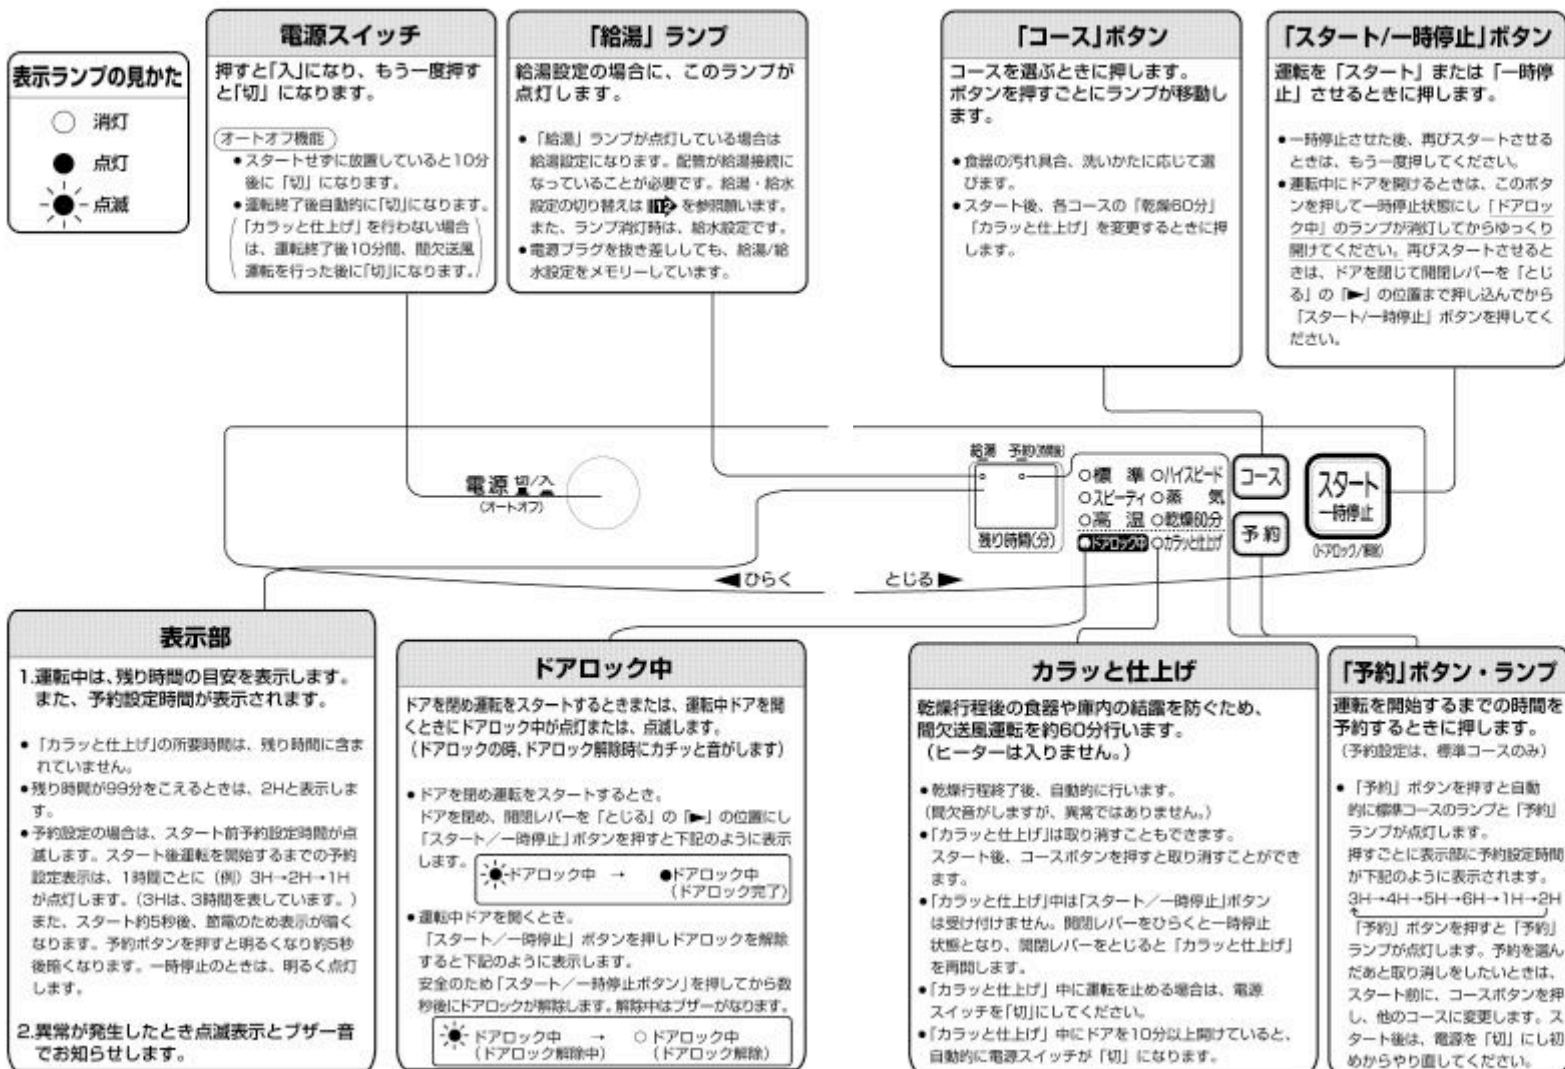 表示ランプの見かた
○ 消灯
● 点灯
点滅
電源スイッチ
押すと「入」になり、もう一度押す
と「切」になります。
オートオフ機能
●スタートせずに放置していると10分
後に「切」になります。
●運転終了後自動的に「切」になります。
「カラッと仕上げ」を行わない場合
は、運転終了後10分間、間欠送風
運転を行った後に「切」になります。
「給湯」ランプ
給湯設定の場合に、このランプが
点灯します。
●「給湯」ランプが点灯している場合は
給湯設定になります。配管が給湯接続に
なっていることが必要です。給湯・給水
設定の切り替えは 12 を参照願います。
また、ランプ消灯時は、給水設定です。
●電源プラグを抜き差ししても、給湯/給
水設定をメモリーしています。
「コース」ボタン
コースを選ぶときに押します。
ボタンを押すごとにランプが移動し
ます。
●食器の汚れ具合、洗いかたに応じて選
びます。
●スタート後、各コースの「乾燥60分」
「カラッと仕上げ」を変更するときに押
します。
「スタート/一時停止」ボタン
運転を「スタート」または「一時停
止」させるときに押します。
●一時停止させた後、再びスタートさせる
ときは、もう一度押してください。
●運転中にドアを開けるときは、このボタ
ンを押して一時停止状態にし「ドアロッ
ク中」のランプが消灯してからゆっくり
開けてください。再びスタートさせると
きは、ドアを閉じて開閉レバーを「とじ
る」の「▶」の位置まで押し込んでから
「スタート/一時停止」ボタンを押してく
ださい。
電源 切/入
(オートオフ)
給湯 予約(時間後)
残り時間(分)
○標 準 ○ハイスピード
○スピーディ ○蒸 気
○高 温 ○乾燥60分
○ドアロック中 ○カラッと仕上げ
コース
予約
スタート
一時停止
(ドアロック/解除)
◀ひらく とじる▶
表示部
1.運転中は、残り時間の目安を表示します。
また、予約設定時間が表示されます。
●「カラッと仕上げ」の所要時間は、残り時間に含ま
れていません。
●残り時間が99分をこえるときは、2Hと表示しま
す。
●予約設定の場合は、スタート前予約設定時間が点
滅します。スタート後運転を開始するまでの予約
設定表示は、1時間ごとに(例)3H→2H→1H
が点灯します。(3Hは、3時間を表しています。)
また、スタート約5秒後、節電のため表示が暗く
なります。予約ボタンを押すと明るくなり約5秒
後暗くなります。一時停止のときは、明るく点灯
します。
2.異常が発生したとき点滅表示とブザー音
でお知らせします。
ドアロック中
ドアを閉め運転をスタートするときまたは、運転中ドアを開
くときにドアロック中が点灯または、点滅します。
(ドアロックの時、ドアロック解除時にカチッと音がします)
●ドアを閉め運転をスタートするとき。
ドアを閉め、開閉レバーを「とじる」の「▶」の位置にし
「スタート/一時停止」ボタンを押すと下記のように表示
します。
ドアロック中 → ●ドアロック中
(ドアロック完了)
●運転中ドアを開くとき。
「スタート/一時停止」ボタンを押しドアロックを解除
すると下記のように表示します。
安全のため「スタート/一時停止ボタン」を押してから数
秒後にドアロックが解除します。解除中はブザーがなります。
ドアロック中 → ○ドアロック中
(ドアロック解除中) (ドアロック解除)
カラッと仕上げ
乾燥行程後の食器や庫内の結露を防ぐため、
間欠送風運転を約60分行います。
(ヒーターは入りません。)
●乾燥行程終了後、自動的に行います。
(間欠音がしますが、異常ではありません。)
●「カラッと仕上げ」は取り消すこともできます。
スタート後、コースボタンを押すと取り消すことができ
ます。
●「カラッと仕上げ」中は「スタート/一時停止」ボタン
は受け付けません。開閉レバーをひらくと一時停止
状態となり、開閉レバーをとじると「カラッと仕上げ」
を再開します。
●「カラッと仕上げ」中に運転を止める場合は、電源
スイッチを「切」にしてください。
●「カラッと仕上げ」中にドアを10分以上開けていると、
自動的に電源スイッチが「切」になります。
「予約」ボタン・ランプ
運転を開始するまでの時間を
予約するときに押します。
(予約設定は、標準コースのみ)
●「予約」ボタンを押すと自動
的に標準コースのランプと「予約」
ランプが点灯します。
押すごとに表示部に予約設定時間
が下記のように表示されます。
3H→4H→5H→6H→1H→2H
「予約」ボタンを押すと「予約」
ランプが点灯します。予約を選ん
だあと取り消しをしたいときは、
スタート前に、コースボタンを押
し、他のコースに変更します。ス
タート後は、電源を「切」にし初
めからやり直してください。